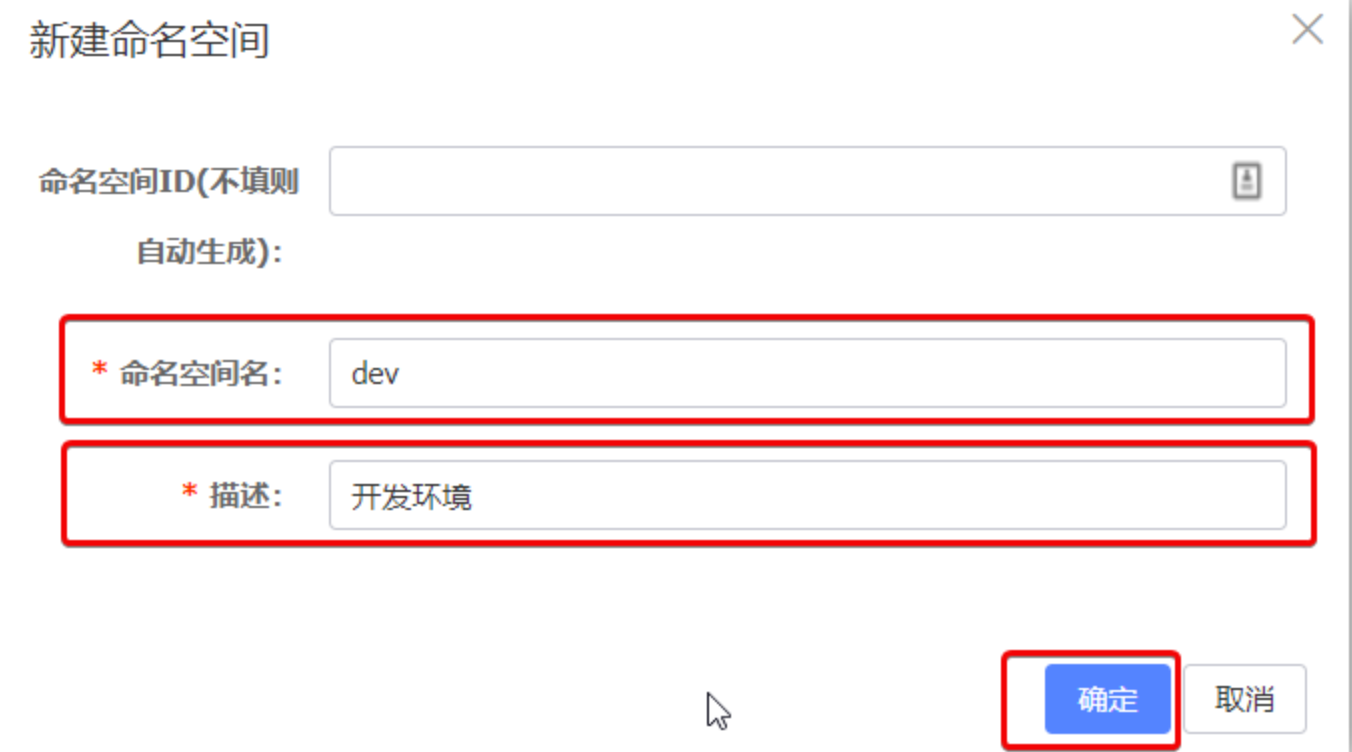 新建命名空间
命名空间ID(不填则
自动生成):
* 命名空间名: dev
* 描述: 开发环境
确定 取消